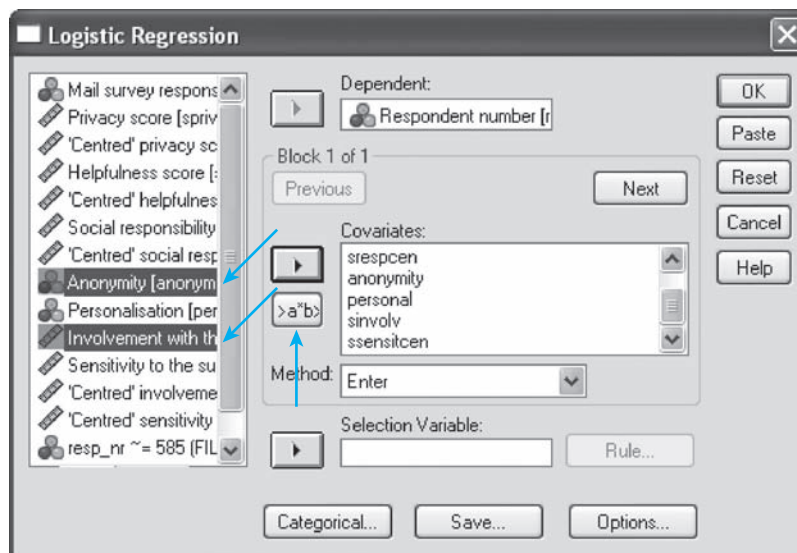 Logistic Regression
Mail survey respons
Privacy score [spriv
'Centred' privacy sc
Helpfulness score [:
'Centred' helpfulnes
Social responsibility
'Centred' social resp
Anonymity [anonym
Personalisation [per
Involvement with th
Sensitivity to the su
'Centred' involveme
'Centred' sensitivity
resp_nr ~= 585 (FIL
Dependent:
Respondent number [r
Block 1 of 1
Previous
Next
Covariates:
srespcen
anonymity
personal
sinvolv
ssensitcen
>a*b>
Method:
Enter
Selection Variable:
Rule...
Categorical...
Save...
Options...
OK
Paste
Reset
Cancel
Help